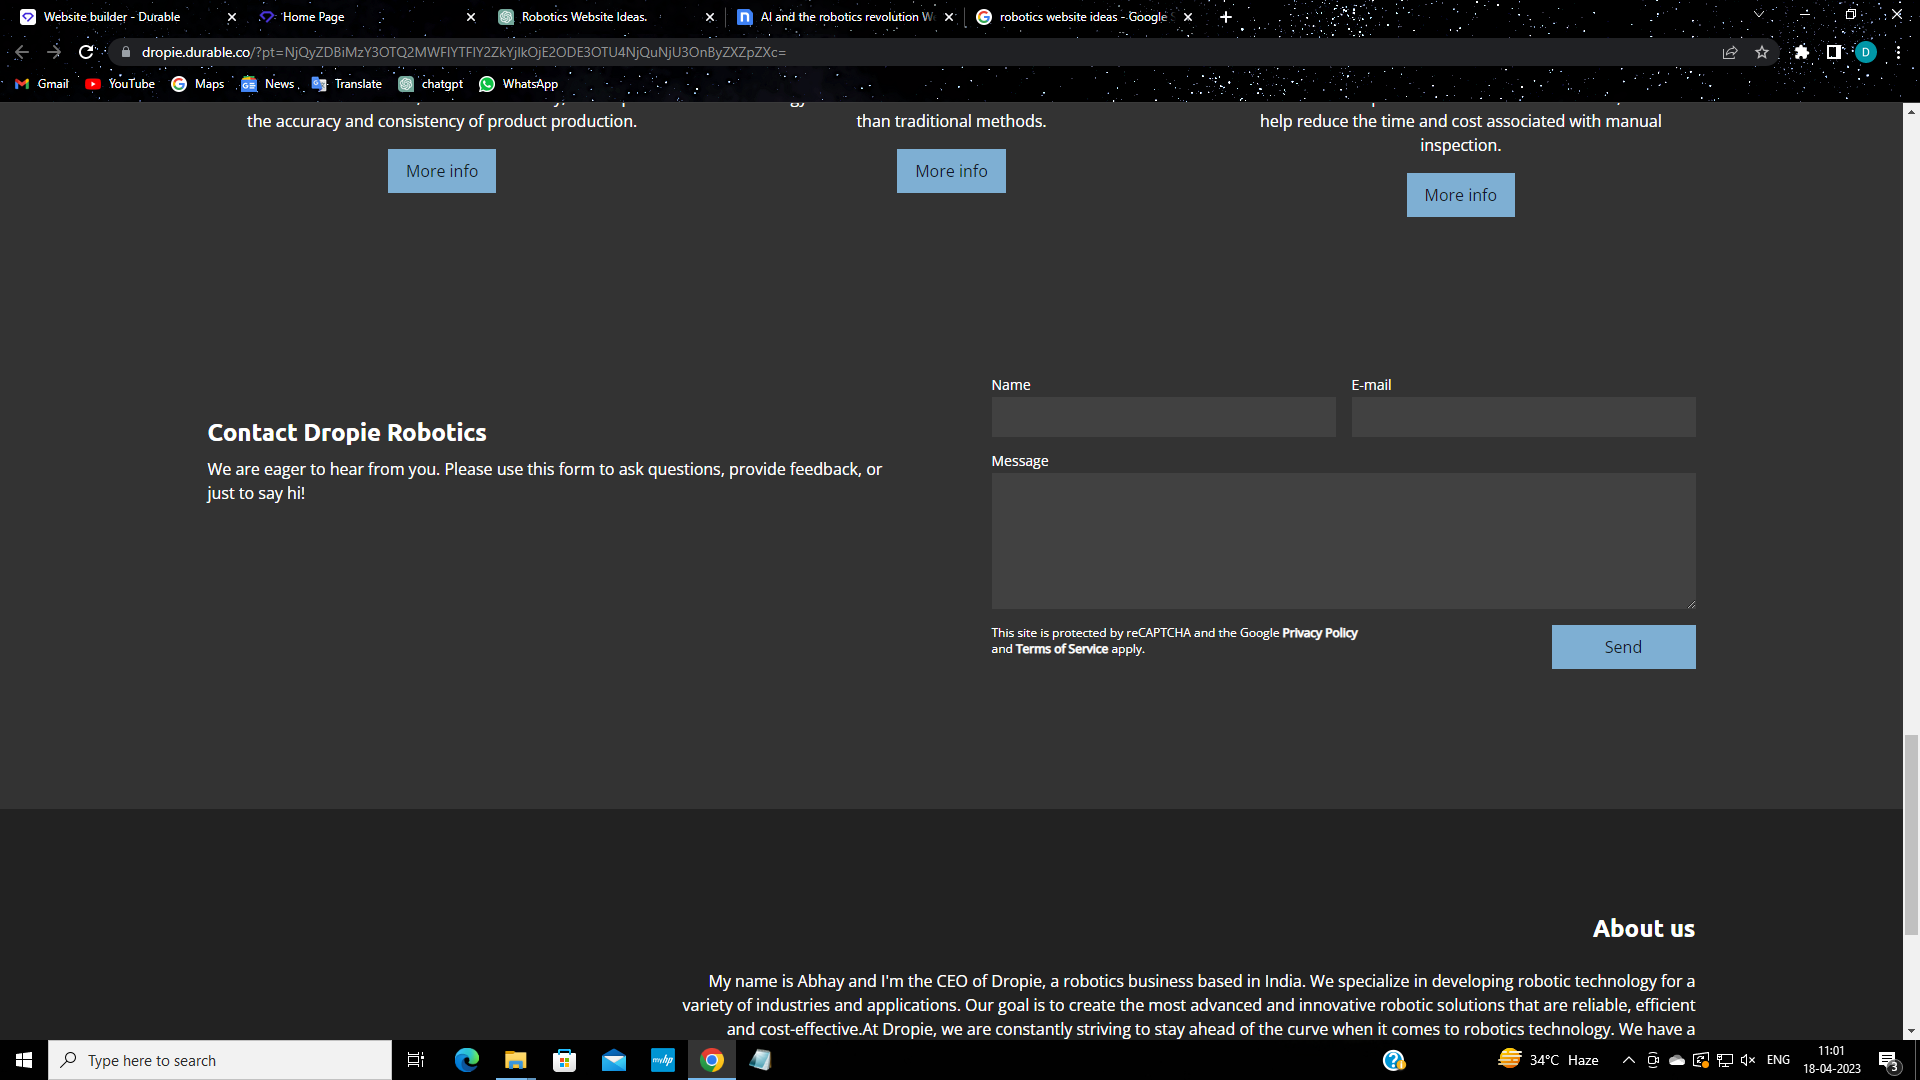 Website builder - Durable
Home Page
Robotics Website Ideas.
AI and the robotics revolution W
robotics website ideas - Google
dropie.durable.co/?pt=NjQyZDBiMzY3OTQ2MWFlYTFlY2ZkYjlkOjE2ODE3OTU4NjQuNjU3OnByZXZpZXc=
D
Gmail
YouTube
Maps
News
Translate
chatgpt
WhatsApp
the accuracy and consistency of product production.
than traditional methods.
help reduce the time and cost associated with manual
inspection.
More info
More info
More info
Contact Dropie Robotics
We are eager to hear from you. Please use this form to ask questions, provide feedback, or
just to say hi!
Name
E-mail
Message
This site is protected by reCAPTCHA and the Google Privacy Policy
and Terms of Service apply.
Send
About us
My name is Abhay and I'm the CEO of Dropie, a robotics business based in India. We specialize in developing robotic technology for a
variety of industries and applications. Our goal is to create the most advanced and innovative robotic solutions that are reliable, efficient
and cost-effective.At Dropie, we are constantly striving to stay ahead of the curve when it comes to robotics technology. We have a
Type here to search
myhp
34°C Haze
ENG
11:01
18-04-2023
3